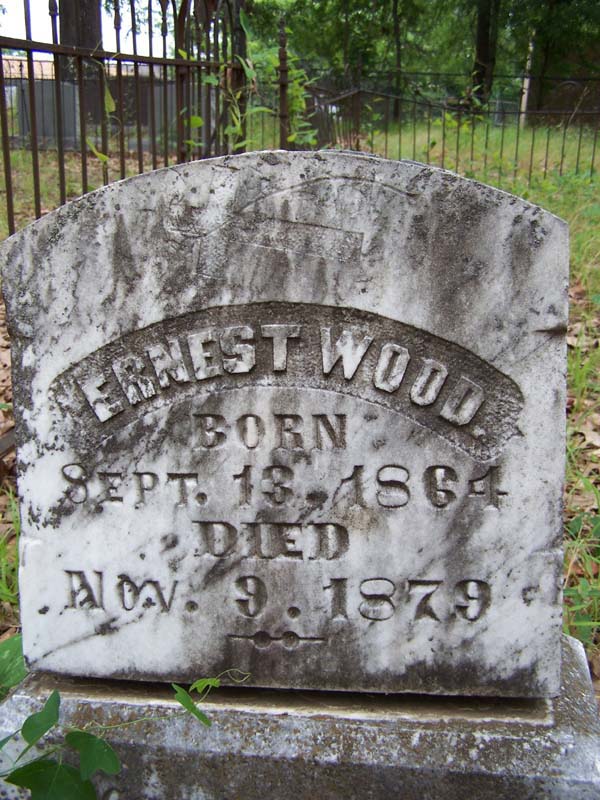 ERNEST WOOD.
BORN
SEPT. 13. 1864
DIED
NOV. 9. 1879